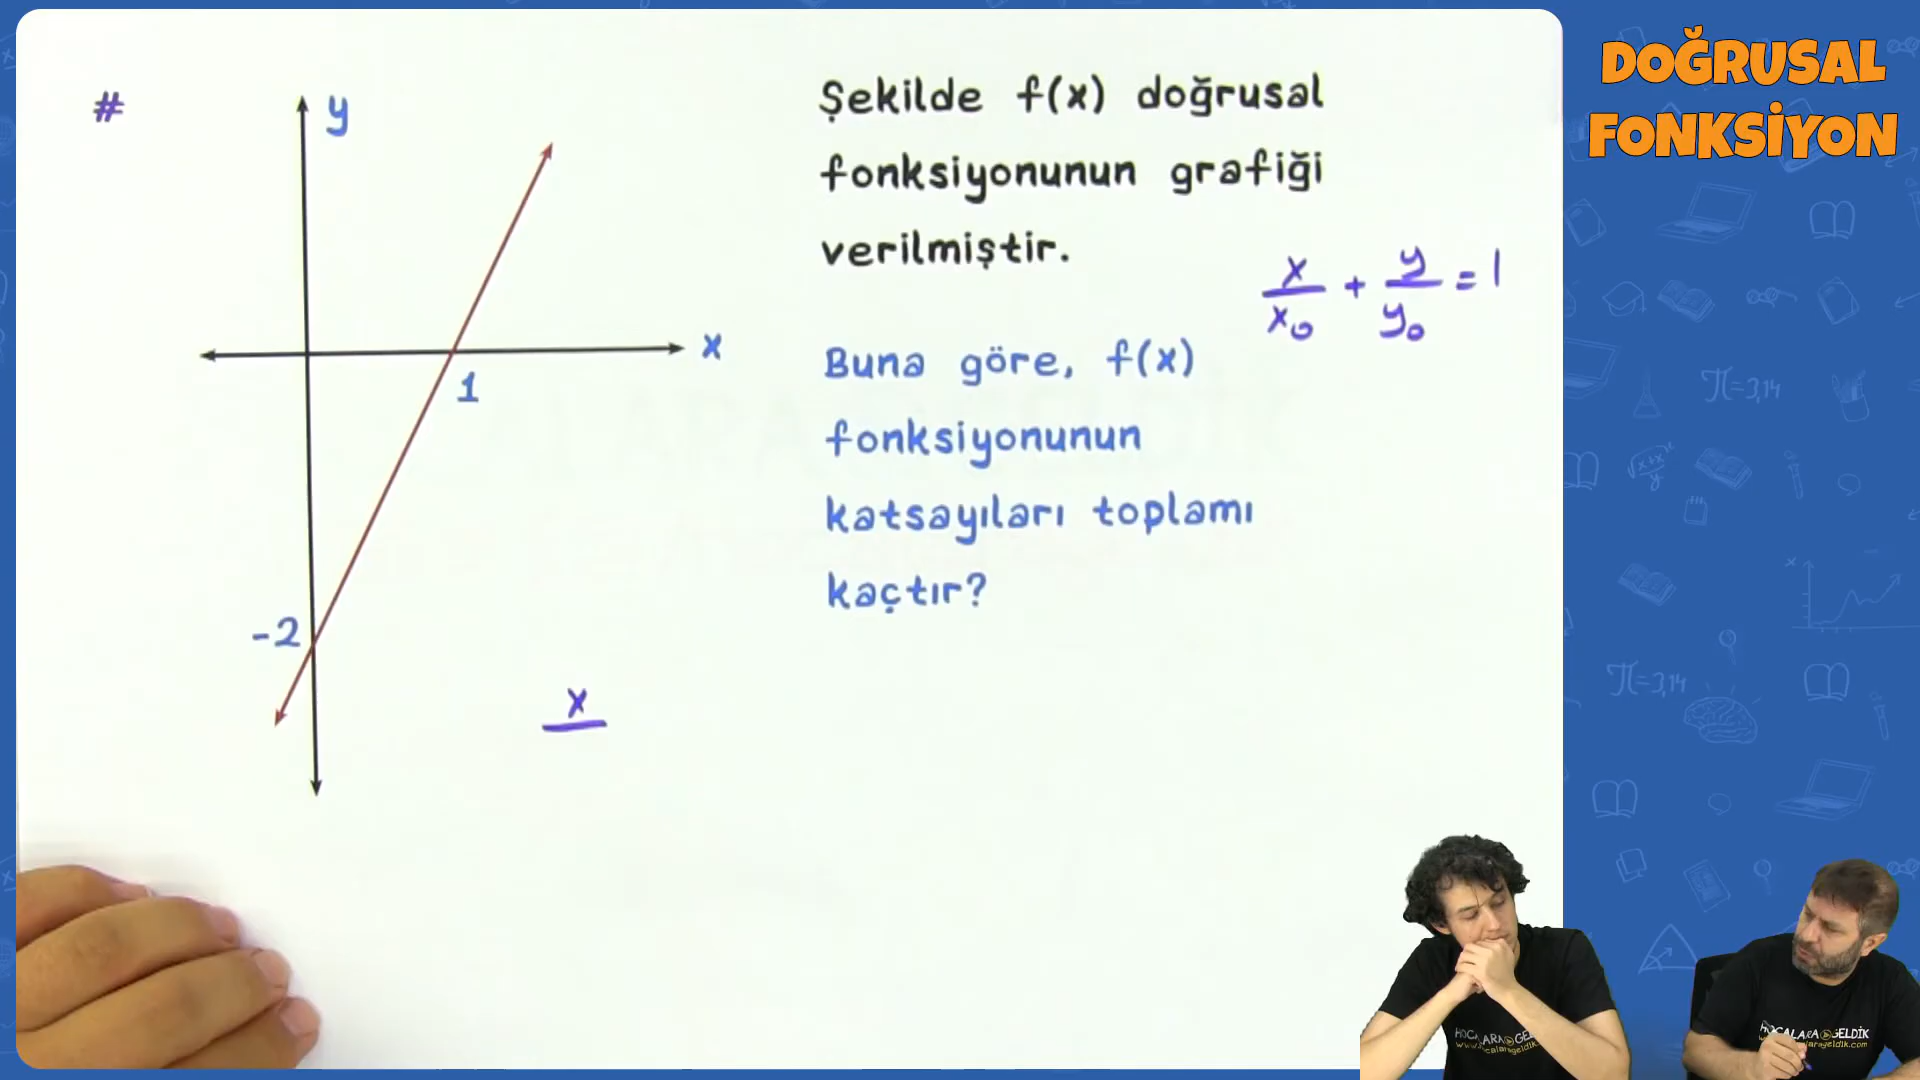 DOĞRUSAL
FONKSİYON
#
y
x
1
-2
Şekilde f(x) doğrusal
fonksiyonunun grafiği
verilmiştir.
x/x₀ + y/y₀ = 1
Buna göre, f(x)
fonksiyonunun
katsayıları toplamı
kaçtır?
x
π=3,14
π=3,14
GELDİK